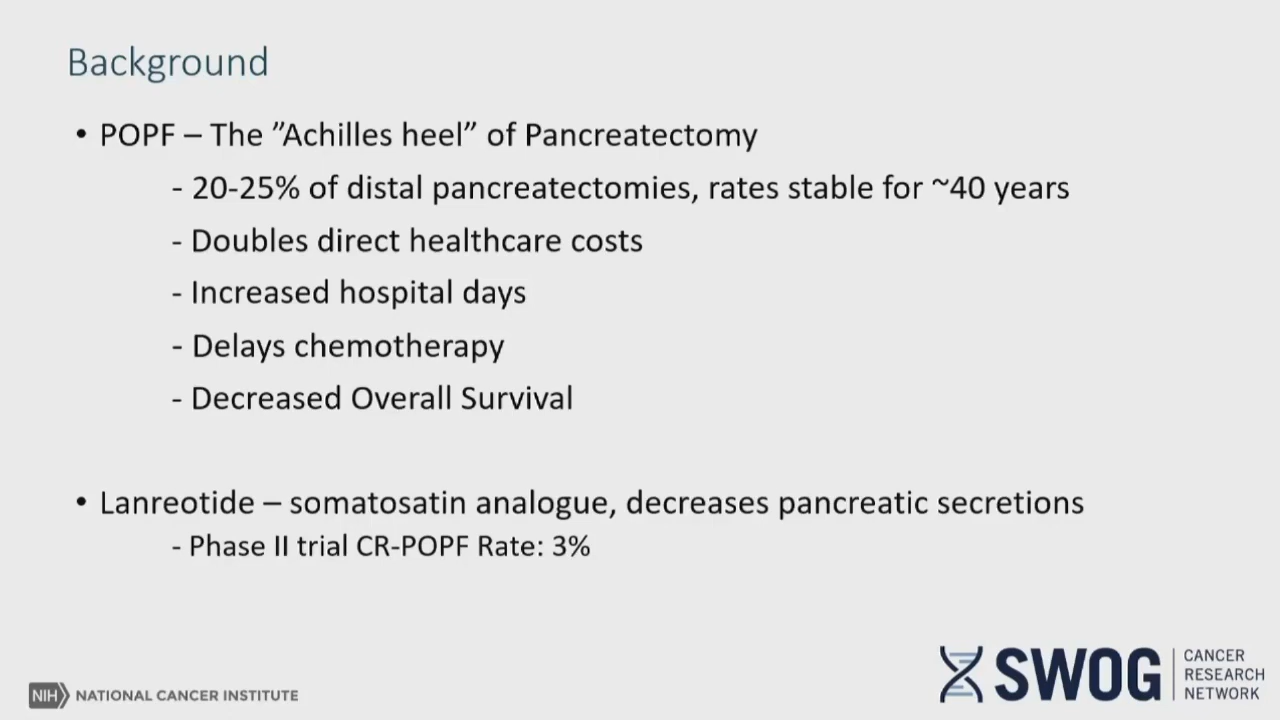 Background
• POPF – The ”Achilles heel” of Pancreatectomy
- 20-25% of distal pancreatectomies, rates stable for ~40 years
- Doubles direct healthcare costs
- Increased hospital days
- Delays chemotherapy
- Decreased Overall Survival
• Lanreotide – somatosatin analogue, decreases pancreatic secretions
- Phase II trial CR-POPF Rate: 3%
NIH NATIONAL CANCER INSTITUTE
SWOG
CANCER
RESEARCH
NETWORK